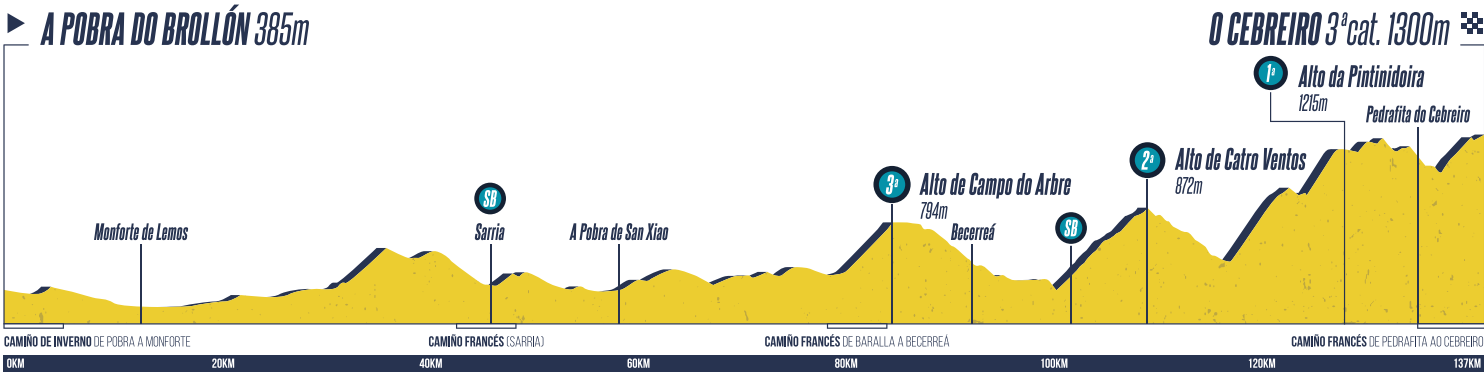 A POBRA DO BROLLÓN 385m
O CEBREIRO 3ª cat. 1300m
1ª
Alto da Pintinidoira
1215m
Pedrafita do Cebreiro
2ª
Alto de Catro Ventos
872m
3ª
Alto de Campo do Arbre
794m
SB
Monforte de Lemos
Sarria
A Pobra de San Xiao
Becerreá
SB
CAMIÑO DE INVERNO DE POBRA A MONFORTE
CAMIÑO FRANCÉS (SARRIA)
CAMIÑO FRANCÉS DE BARALLA A BECERREÁ
CAMIÑO FRANCÉS DE PEDRAFITA AO CEBREIRO
0KM
20KM
40KM
60KM
80KM
100KM
120KM
137KM